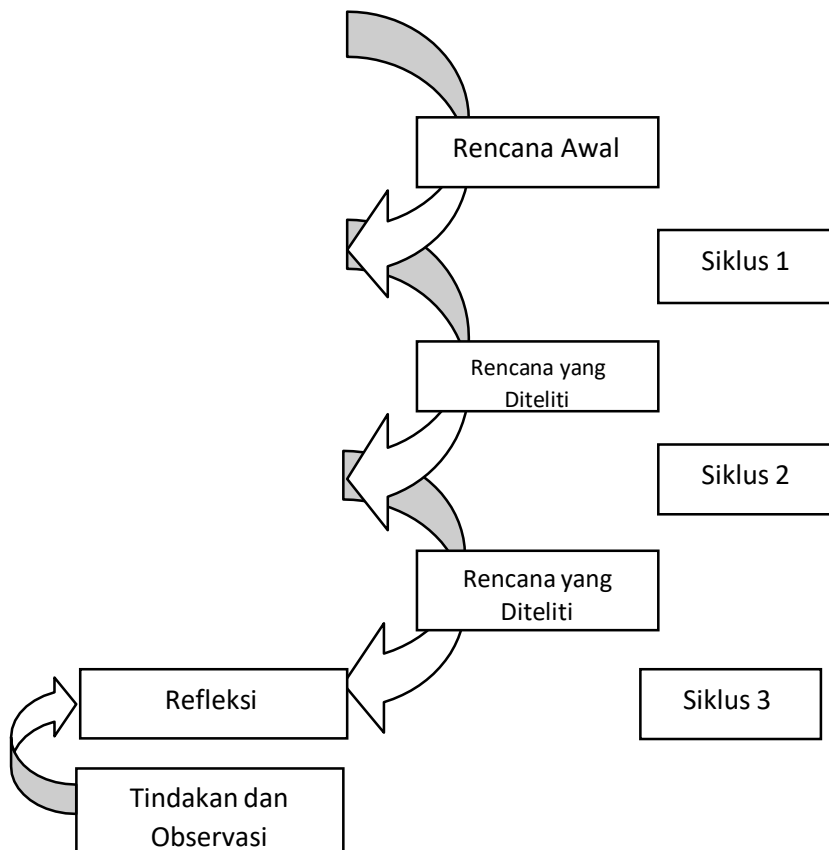 Rencana Awal
Siklus 1
Rencana yang
Diteliti
Siklus 2
Rencana yang
Diteliti
Refleksi
Siklus 3
Tindakan dan
Observasi